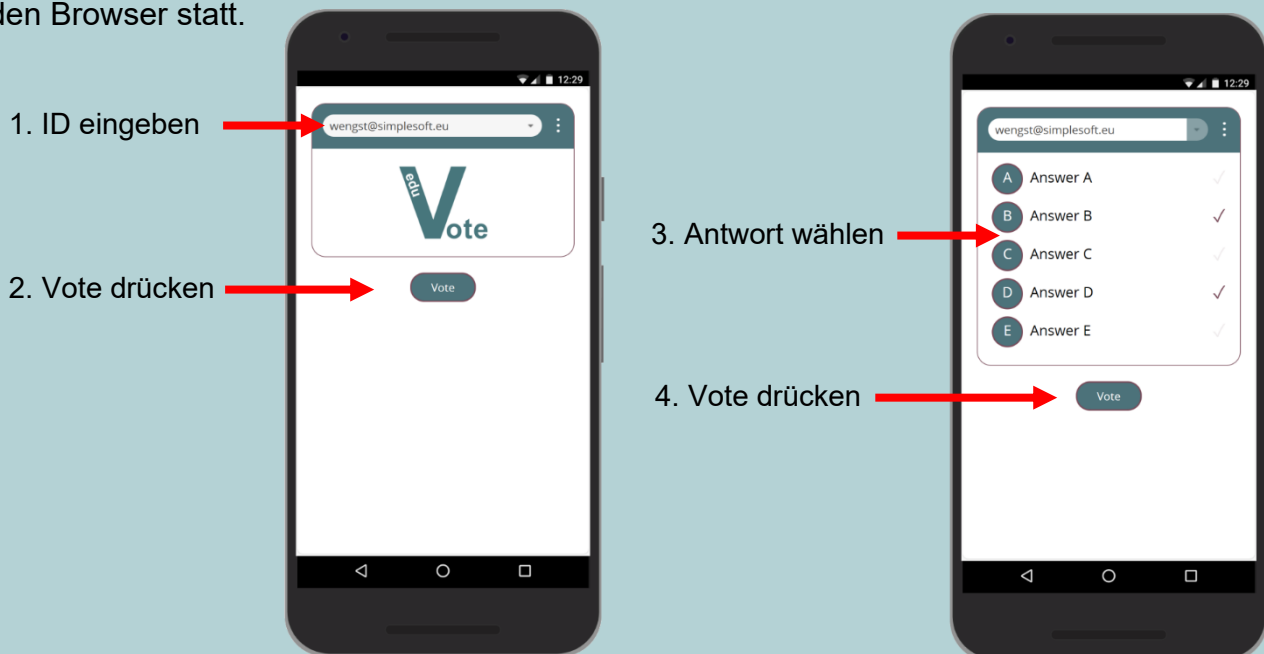 den Browser statt.
1. ID eingeben
2. Vote drücken
12:29
wengst@simplesoft.eu
edu
Vote
Vote
3. Antwort wählen
4. Vote drücken
12:29
wengst@simplesoft.eu
A Answer A
B Answer B
C Answer C
D Answer D
E Answer E
Vote